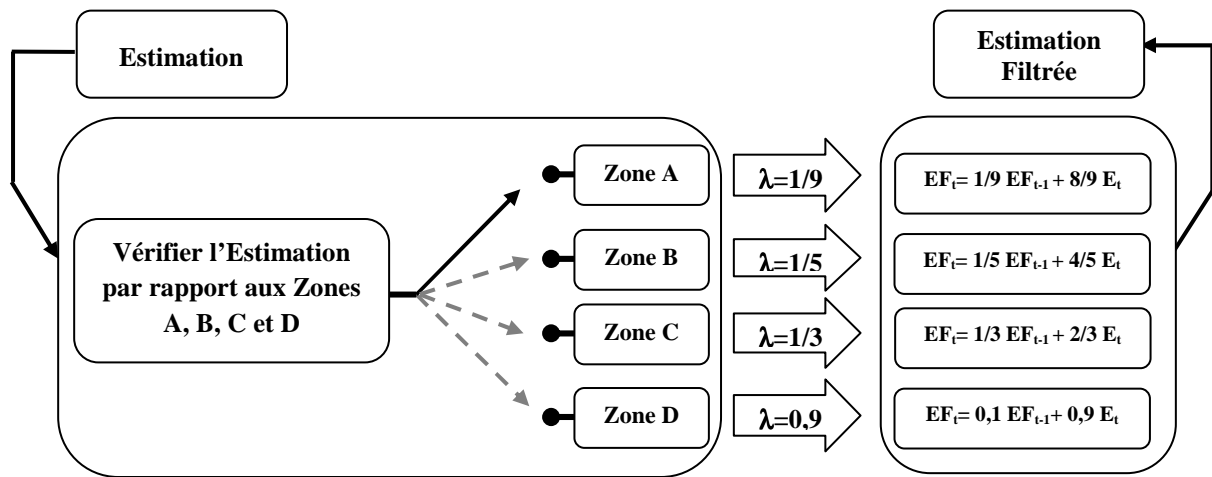 Estimation
Estimation
Filtrée
Vérifier l'Estimation
par rapport aux Zones
A, B, C et D
Zone A
λ=1/9
EFt= 1/9 EFt-1 + 8/9 Et
Zone B
λ=1/5
EFt= 1/5 EFt-1 + 4/5 Et
Zone C
λ=1/3
EFt= 1/3 EFt-1 + 2/3 Et
Zone D
λ=0,9
EFt= 0,1 EFt-1+ 0,9 Et